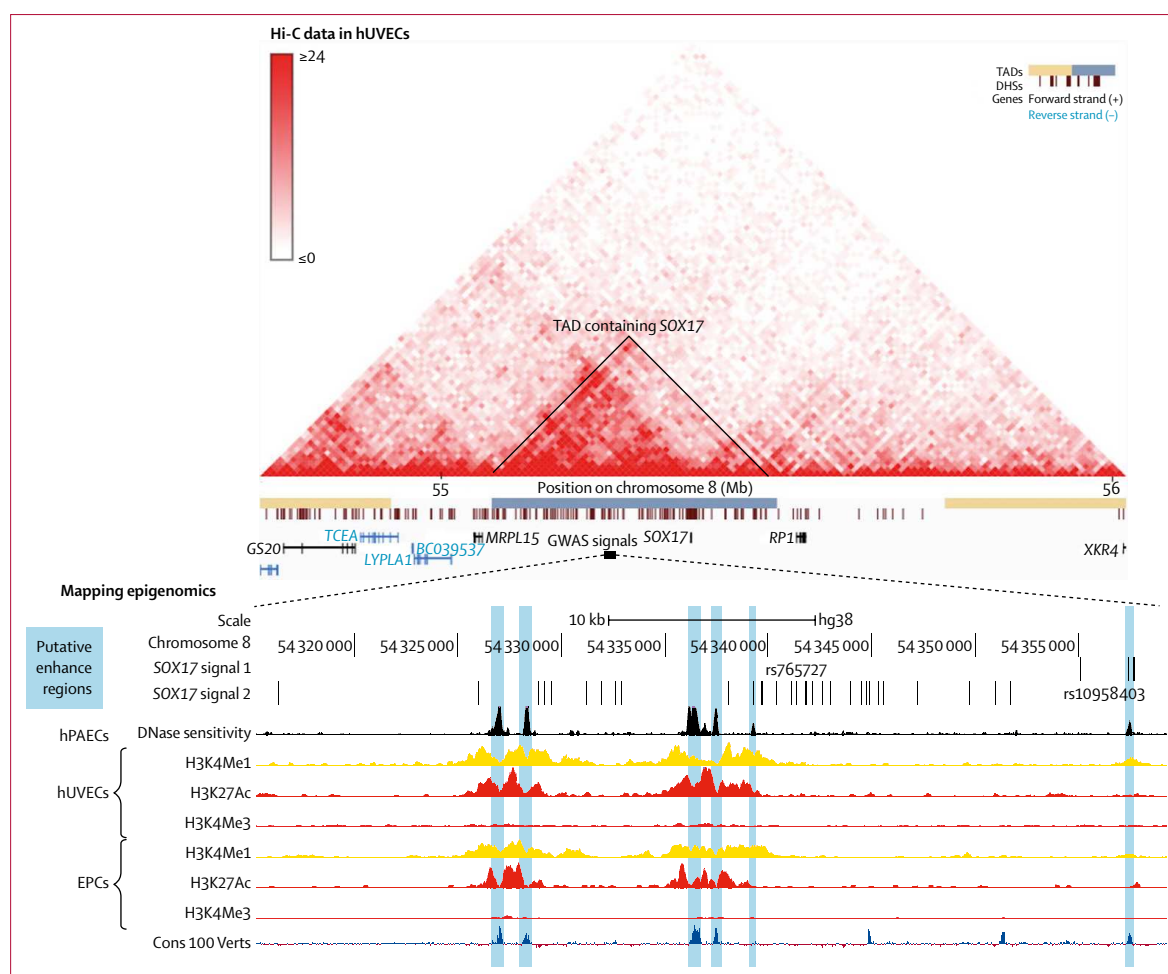 Hi-C data in hUVECs
≥24
≤0
TADs
DHSs
Genes Forward strand (+)
Reverse strand (–)
TAD containing SOX17
55 Position on chromosome 8 (Mb) 56
TCEA MRPL15 GWAS signals SOX17 RP1
GS20 BC039537 XKR4
LYPLA1
Mapping epigenomics
Putative
enhance
regions
Scale 10 kb hg38
Chromosome 8 54 320 000 54 325 000 54 330 000 54 335 000 54 340 000 54 345 000 54 350 000 54 355 000
SOX17 signal 1 rs765727
SOX17 signal 2 rs10958403
hPAECs DNase sensitivity
H3K4Me1
hUVECs H3K27Ac
H3K4Me3
H3K4Me1
EPCs H3K27Ac
H3K4Me3
Cons 100 Verts